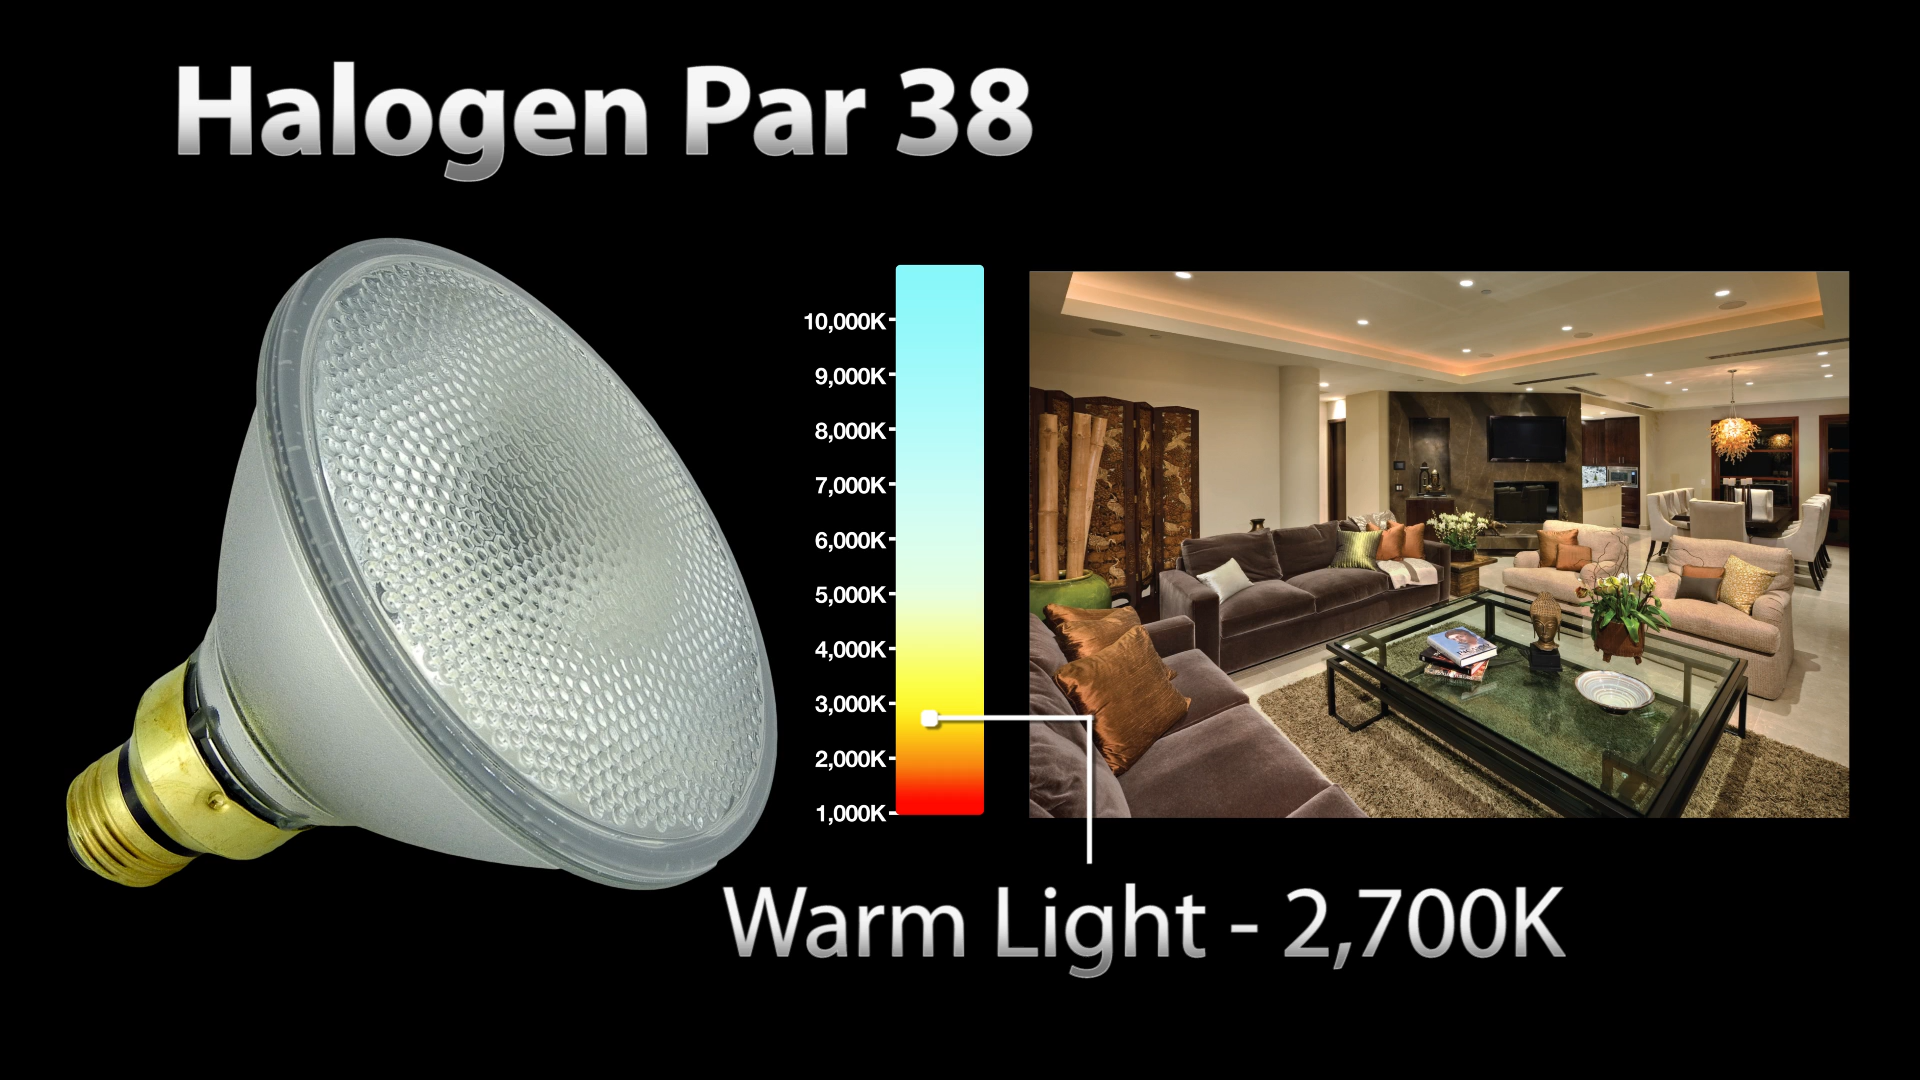 Halogen Par 38
10,000K
9,000K
8,000K
7,000K
6,000K
5,000K
4,000K
3,000K
2,000K
1,000K
Warm Light - 2,700K